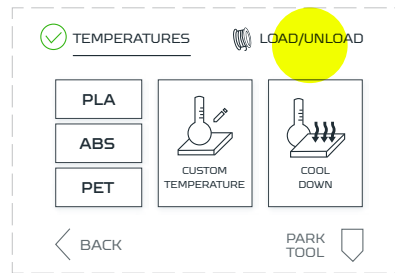 TEMPERATURES
LOAD/UNLOAD
PLA
ABS
PET
CUSTOM
TEMPERATURE
COOL
DOWN
BACK
PARK
TOOL